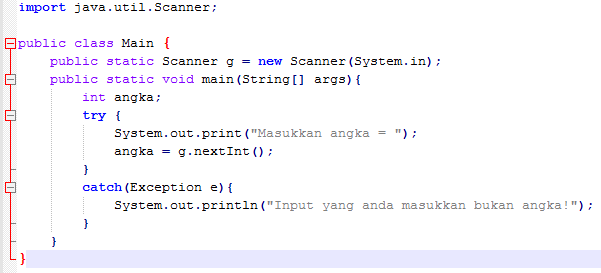 import java.util.Scanner;
public class Main {
public static Scanner g = new Scanner(System.in);
public static void main(String[] args){
int angka;
try {
System.out.print("Masukkan angka = ");
angka = g.nextInt();
}
catch(Exception e){
System.out.println("Input yang anda masukkan bukan angka!");
}
}
}